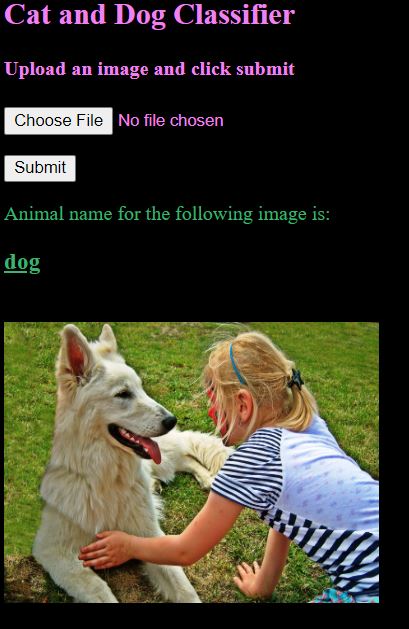 Cat and Dog Classifier
Upload an image and click submit
Choose File No file chosen
Submit
Animal name for the following image is:
dog